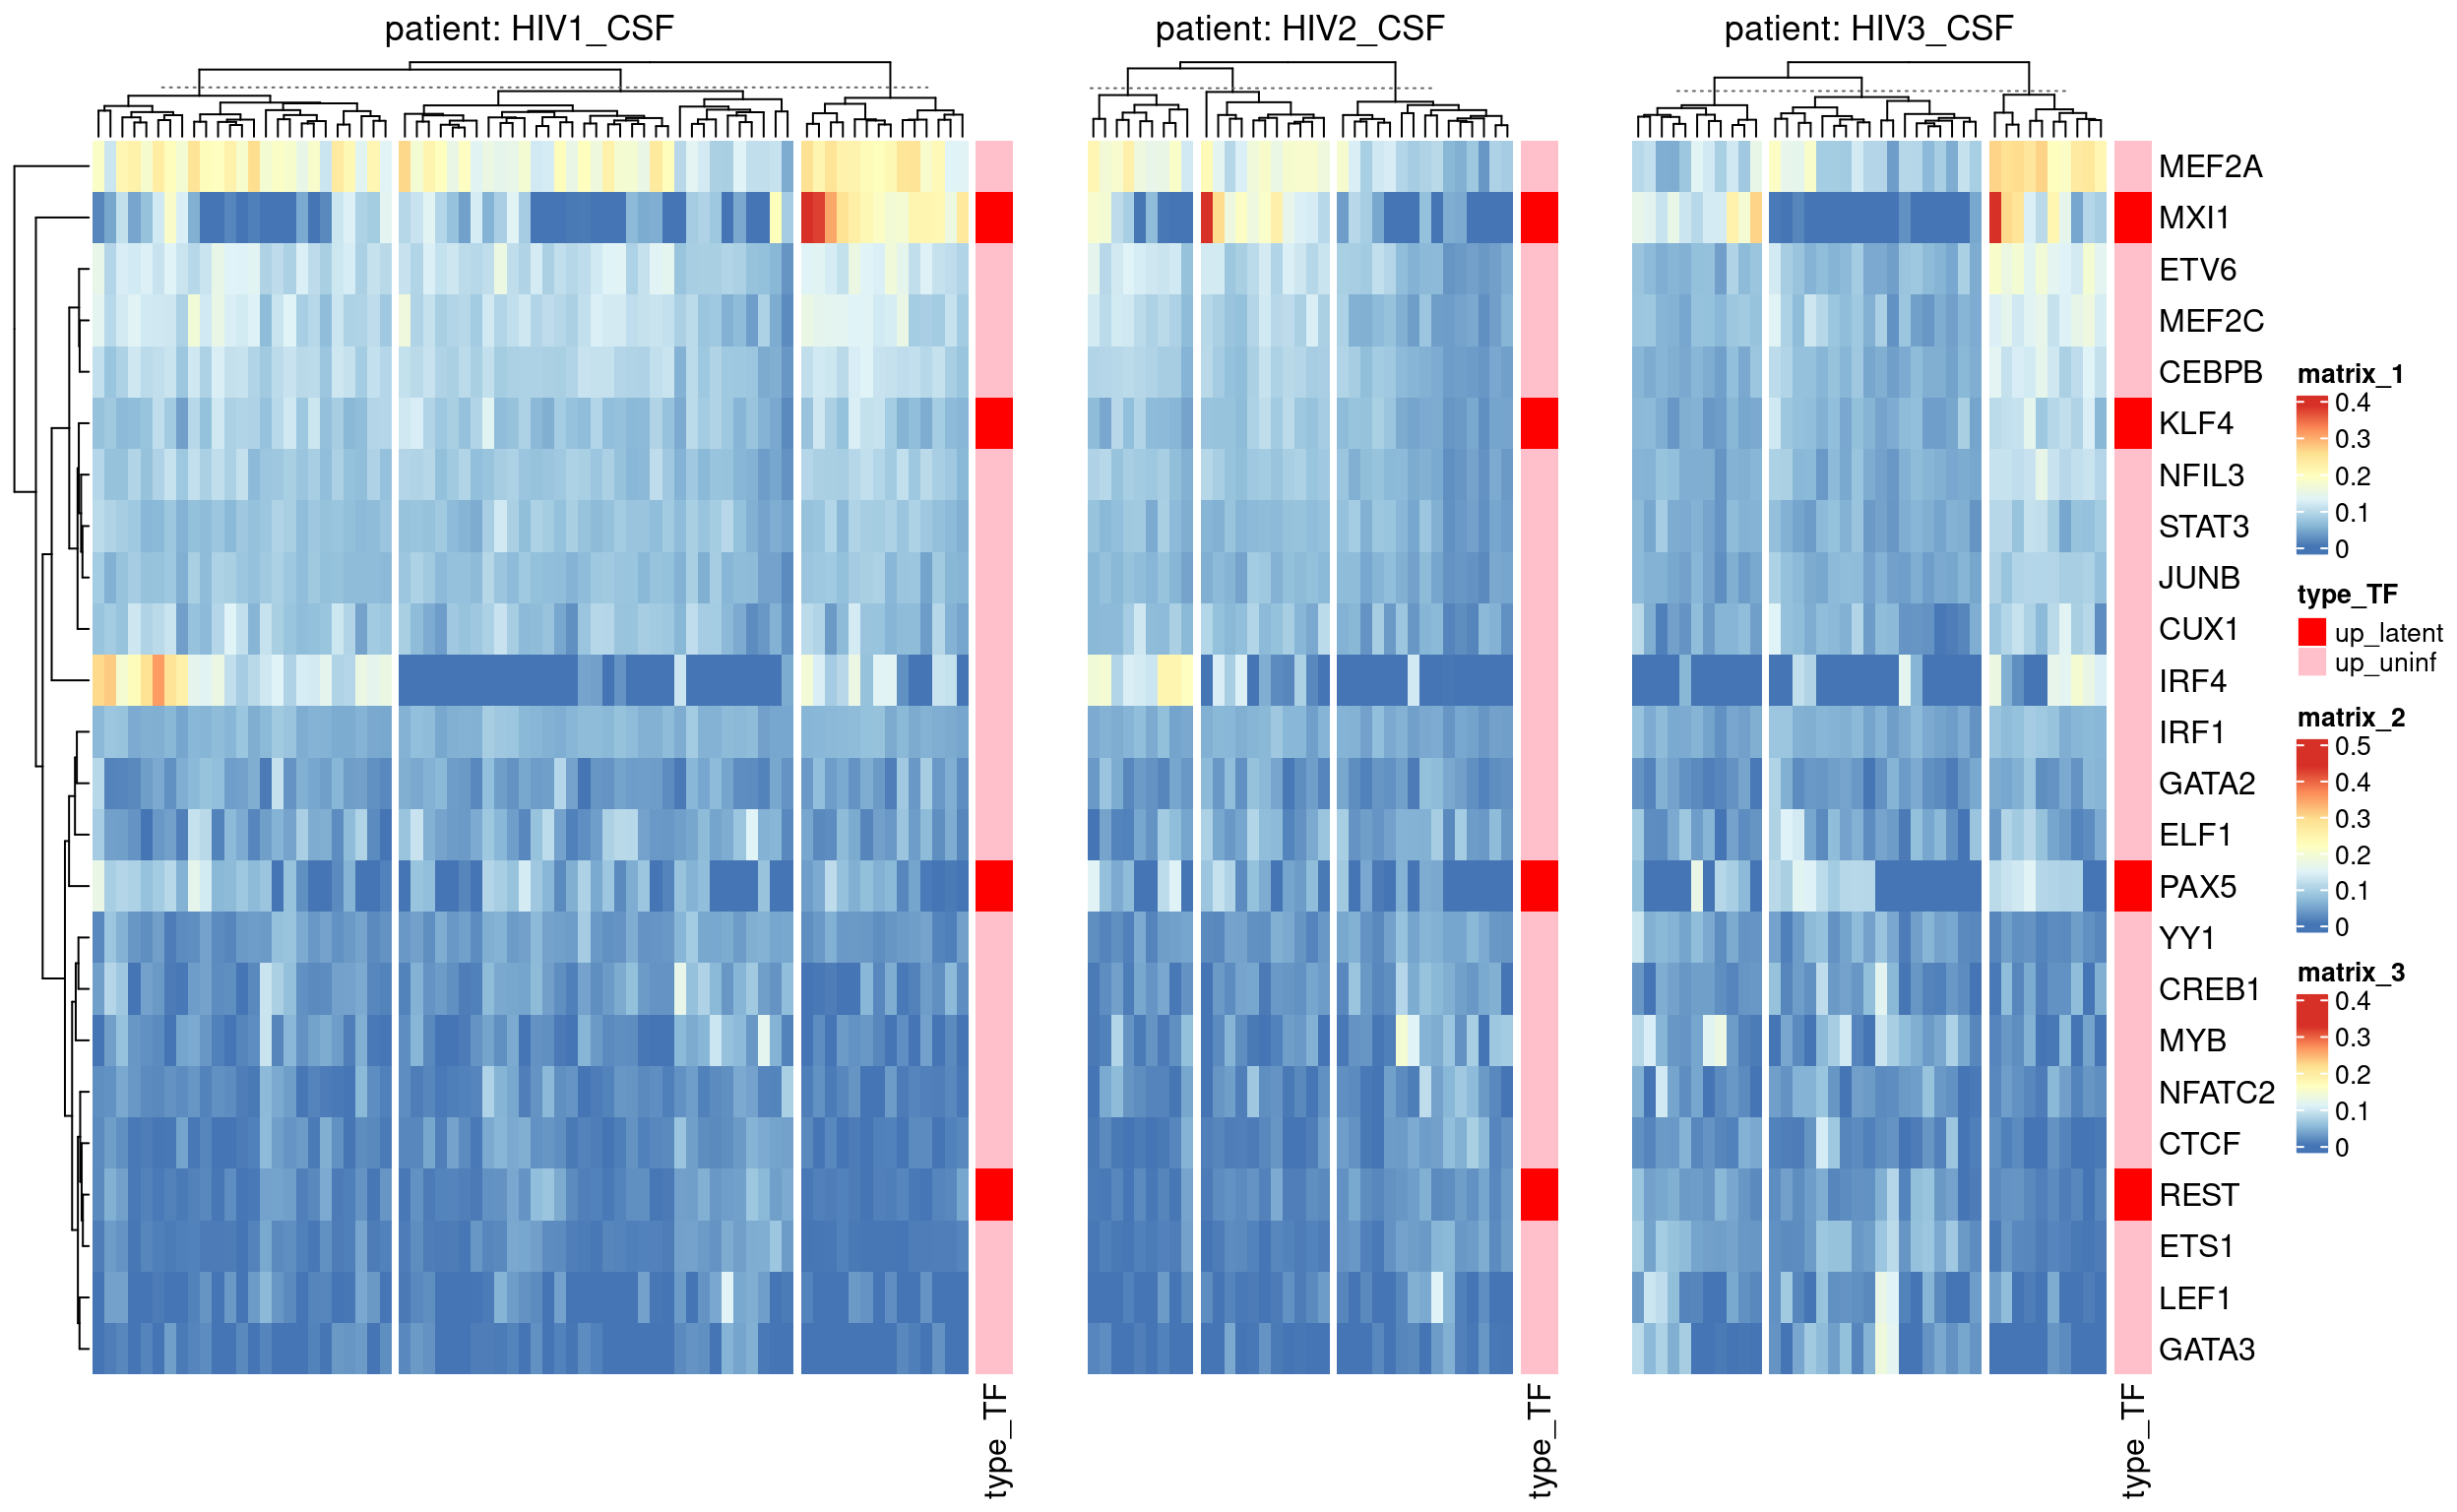 patient: HIV1_CSF
patient: HIV2_CSF
patient: HIV3_CSF
MEF2A
MXI1
ETV6
MEF2C
CEBPB
KLF4
NFIL3
STAT3
JUNB
CUX1
IRF4
IRF1
GATA2
ELF1
PAX5
YY1
CREB1
MYB
NFATC2
CTCF
REST
ETS1
LEF1
GATA3
matrix_1
0.4
0.3
0.2
0.1
0
type_TF
up_latent
up_uninf
matrix_2
0.5
0.4
0.3
0.2
0.1
0
matrix_3
0.4
0.3
0.2
0.1
0
type_TF
type_TF
type_TF